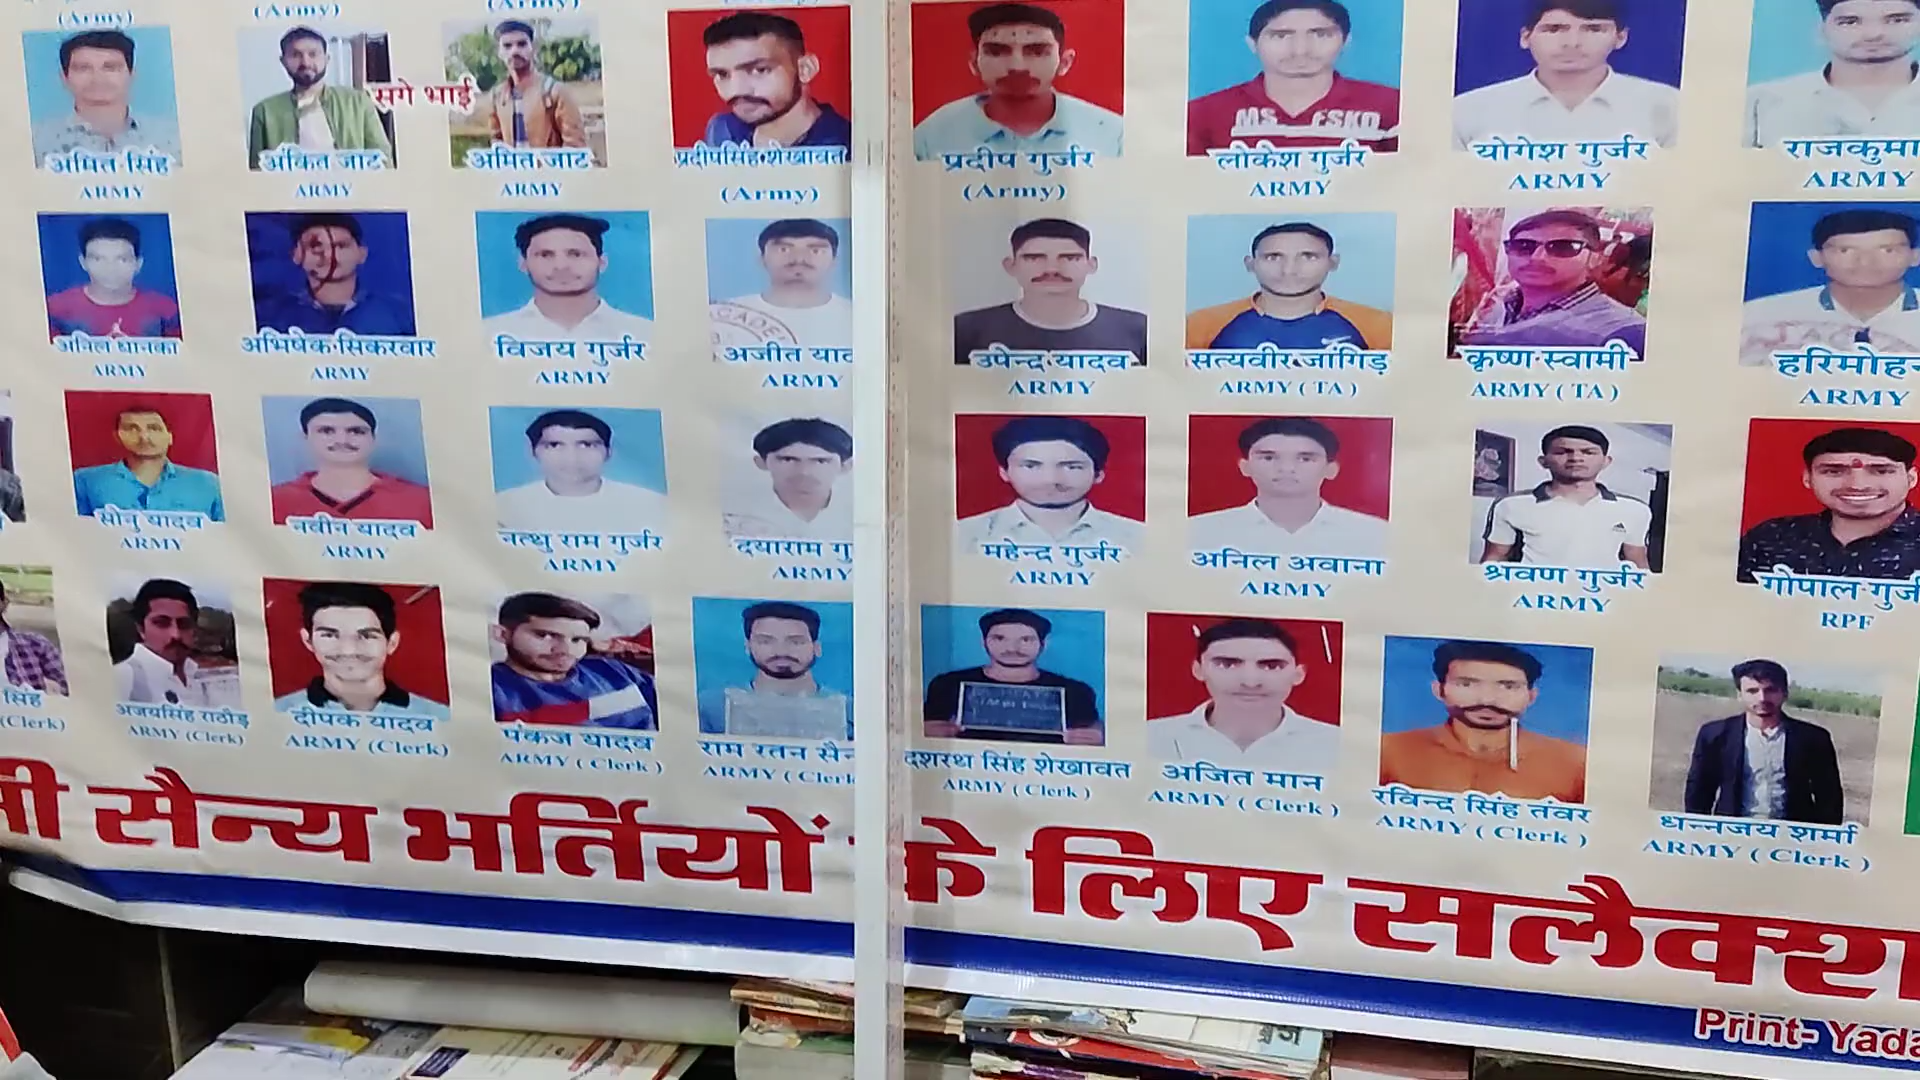 (Army) (Army) (Army)
सगे भाई
अमित सिंह अंकित जाट अमित जाट प्रदीपसिंह शेखावत प्रदीप गुर्जर लोकेश गुर्जर योगेश गुर्जर राजकुमा
ARMY ARMY ARMY (Army) (Army) ARMY ARMY ARMY
अनिल धानका अभिषेक सिकरवार विजय गुर्जर अजीत याद उपेन्द्र यादव सत्यवीर जांगिड़ कृष्ण स्वामी हरिमोहन
ARMY ARMY ARMY ARMY ARMY ARMY ( TA ) ARMY ( TA ) ARMY
सोनु यादव नवीन यादव नत्थु राम गुर्जर दयाराम गु महेन्द्र गुर्जर अनिल अवाना श्रवण गुर्जर गोपाल गुर्ज
ARMY ARMY ARMY ARMY ARMY ARMY ARMY RPF
सिंह अजयसिंह राठौड़ दीपक यादव पंकज यादव राम रतन सैन दशरथ सिंह शेखावत अजित मान रविन्द्र सिंह तंवर धन्नजय शर्मा
(Clerk) ARMY (Clerk) ARMY (Clerk) ARMY ( Clerk ) ARMY ( Clerk ARMY ( Clerk ) ARMY ( Clerk ) ARMY ( Clerk ) ARMY ( Clerk )
सैन्य भर्तियों के लिए सलैक्श
Print- Yada